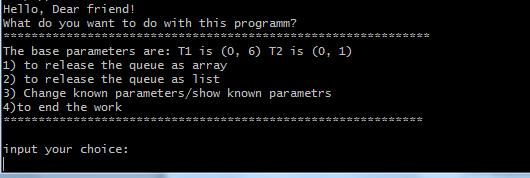 Hello, Dear friend!
What do you want to do with this programm?
*************************************************************
The base parameters are: T1 is (0, 6) T2 is (0, 1)
1) to release the queue as array
2) to release the queue as list
3) Change known parameters/show known parametrs
4)to end the work
************************************************************
input your choice: